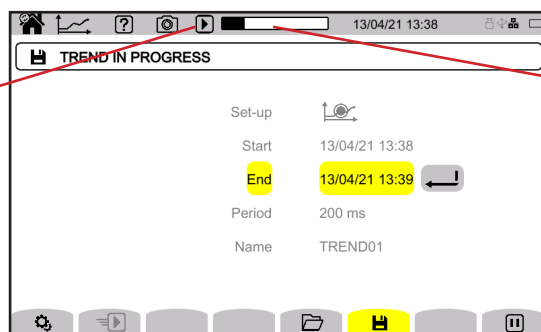 ? 13/04/21 13:38
TREND IN PROGRESS
Set-up
Start 13/04/21 13:38
End 13/04/21 13:39
Period 200 ms
Name TREND01